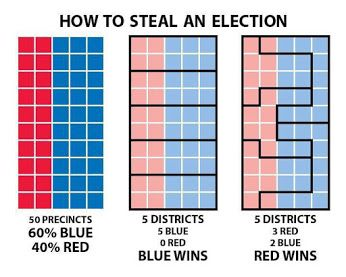 HOW TO STEAL AN ELECTION
50 PRECINCTS
60% BLUE
40% RED
5 DISTRICTS
5 BLUE
0 RED
BLUE WINS
5 DISTRICTS
3 RED
2 BLUE
RED WINS